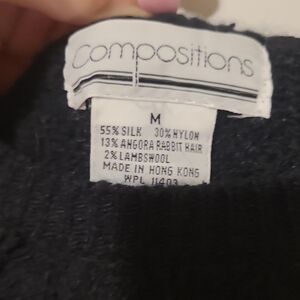 compositions
M
55% SILK 30% NYLON
13% ANGORA RABBIT HAIR
2% LAMBSWOOL
MADE IN HONG KONG
WPL 11403